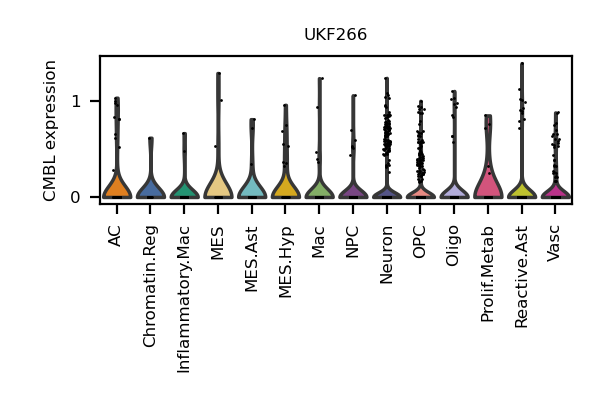 UKF266
CMBL expression
1
0
AC
Chromatin.Reg
Inflammatory.Mac
MES
MES.Ast
MES.Hyp
Mac
NPC
Neuron
OPC
Oligo
Prolif.Metab
Reactive.Ast
Vasc